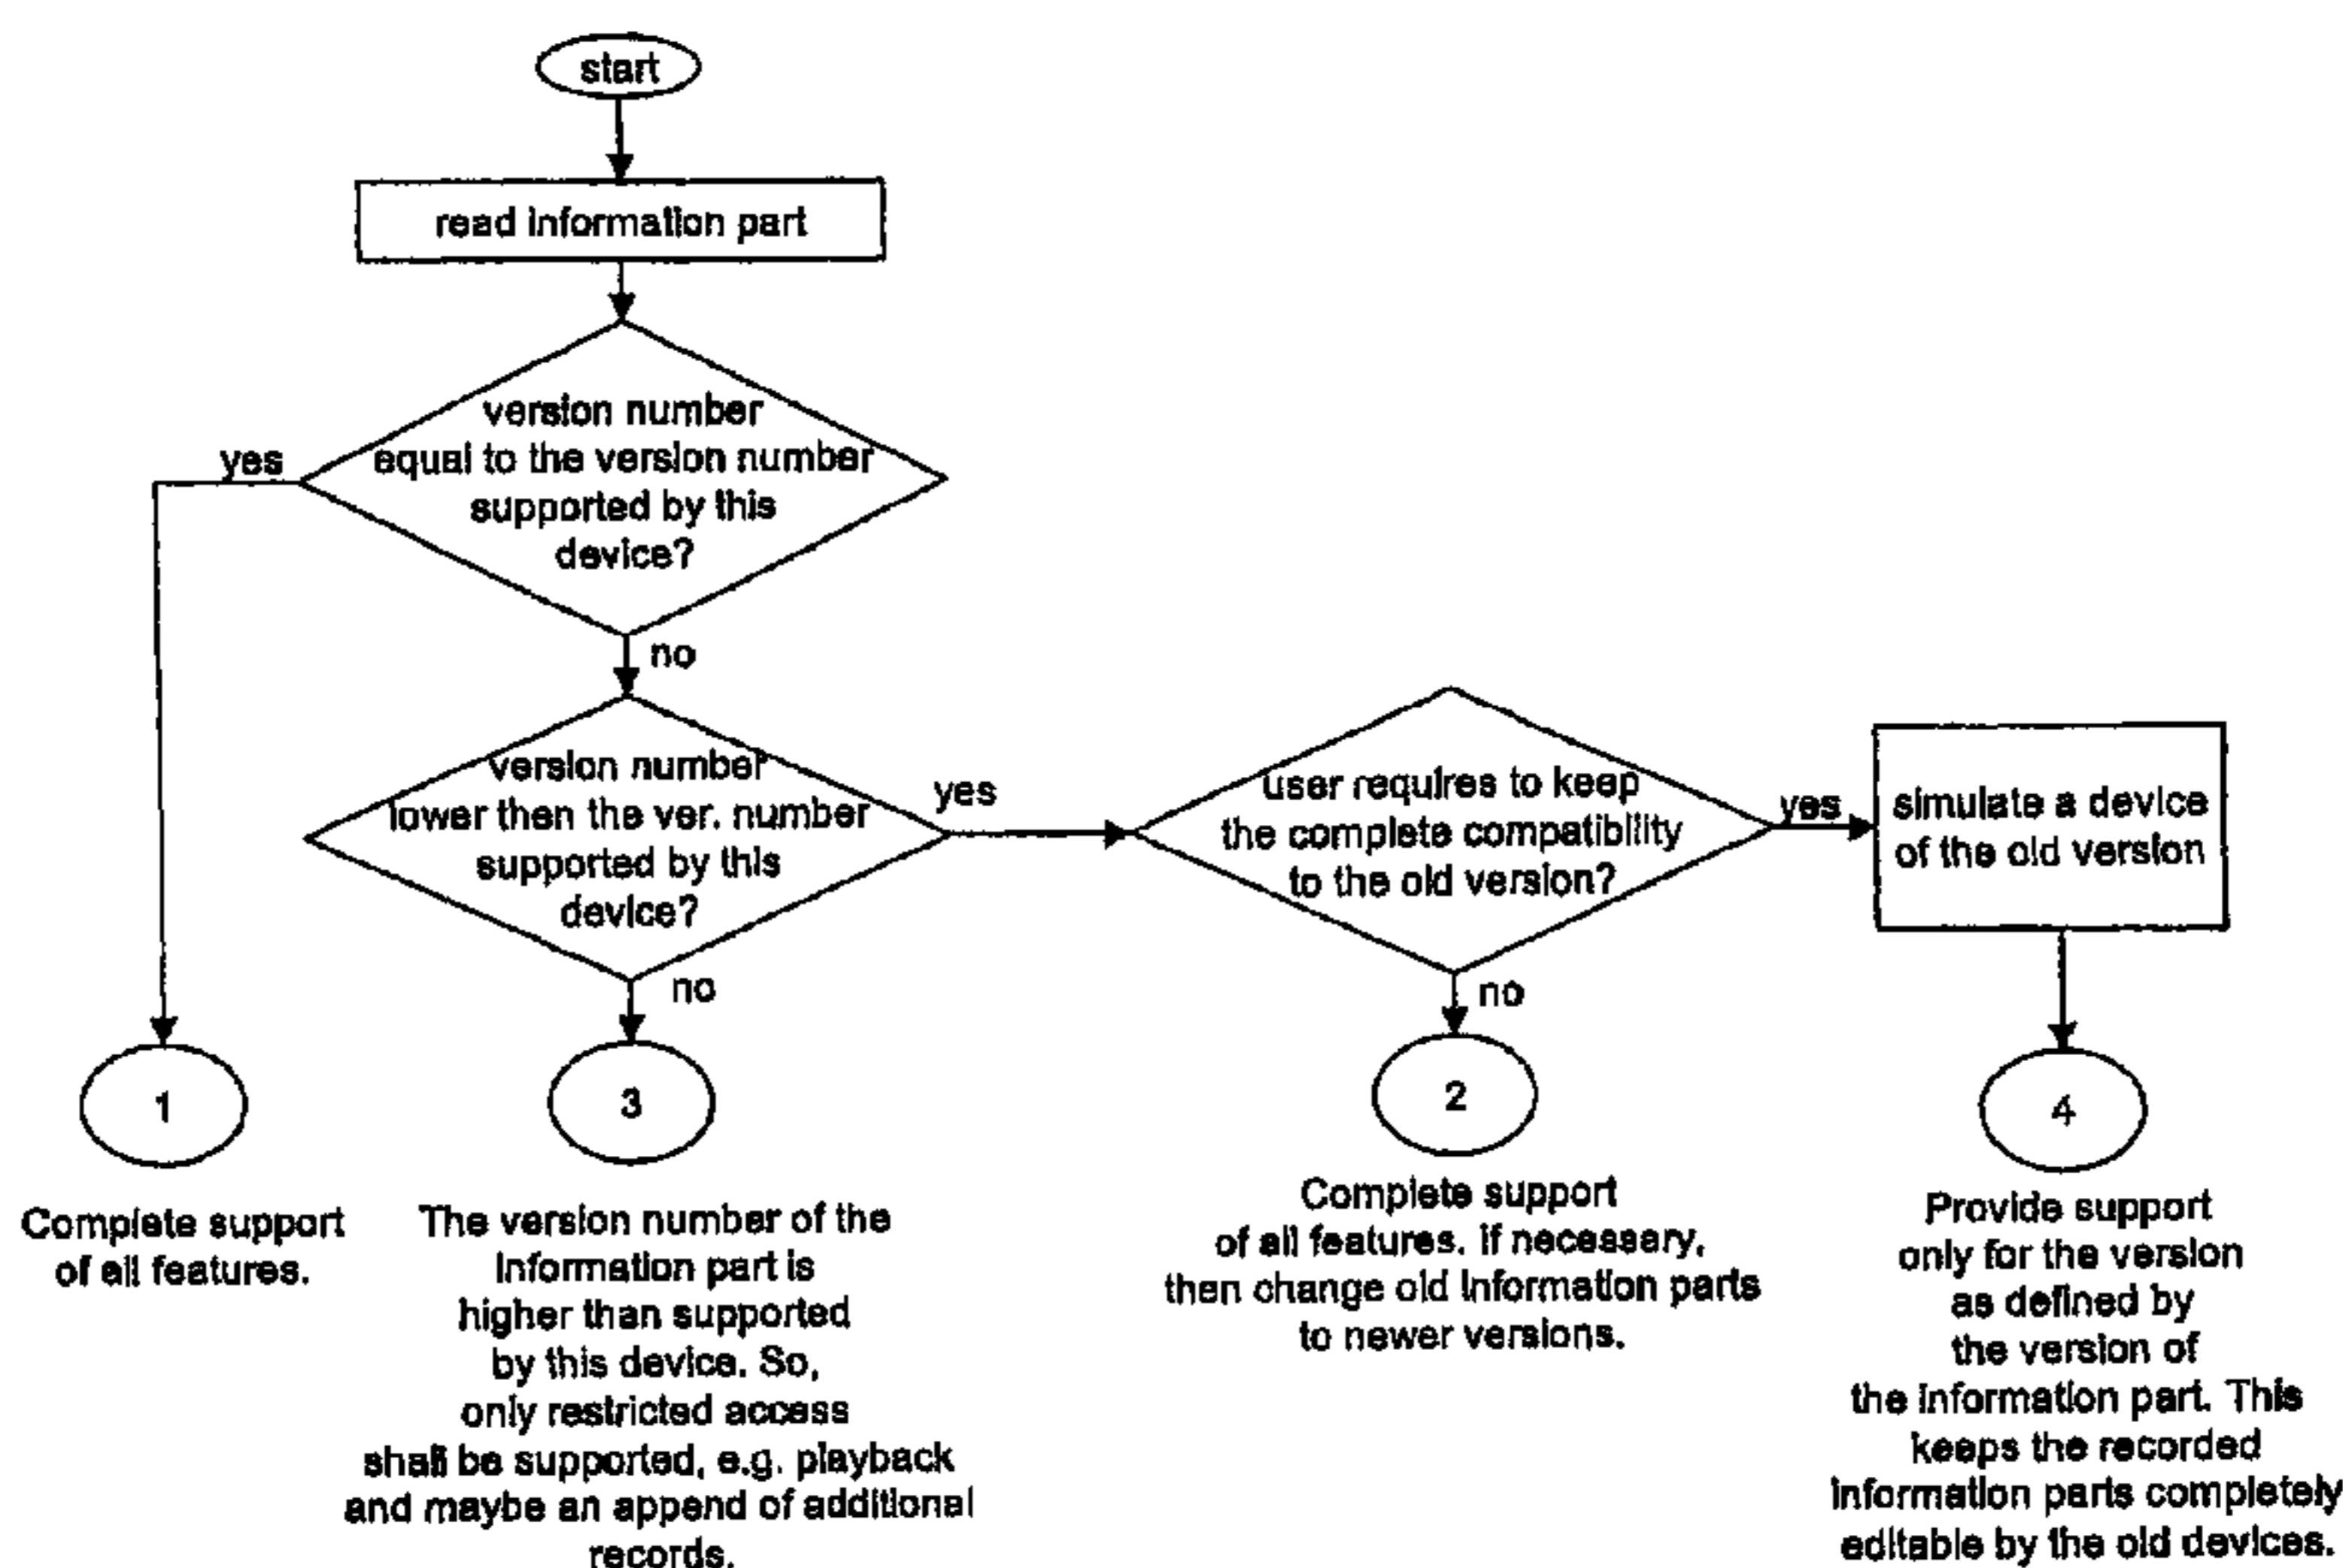 start
read information part
version number
equal to the version number
supported by this
device?
yes
no
version number
lower then the ver. number
supported by this
device?
yes
no
user requires to keep
the complete compatibility
to the old version?
yes
no
simulate a device
of the old version
1
Complete support
of all features.
3
The version number of the
information part is
higher than supported
by this device. So,
only restricted access
shall be supported, e.g. playback
and maybe an append of additional
records.
2
Complete support
of all features. If necessary,
then change old information parts
to newer versions.
4
Provide support
only for the version
as defined by
the version of
the information part. This
keeps the recorded
information parts completely
editable by the old devices.